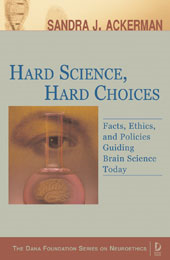 SANDRA J. ACKERMAN
HARD SCIENCE,
HARD CHOICES
Facts, Ethics,
and Policies
Guiding
Brain Science
Today
THE DANA FOUNDATION SERIES ON NEUROETHICS